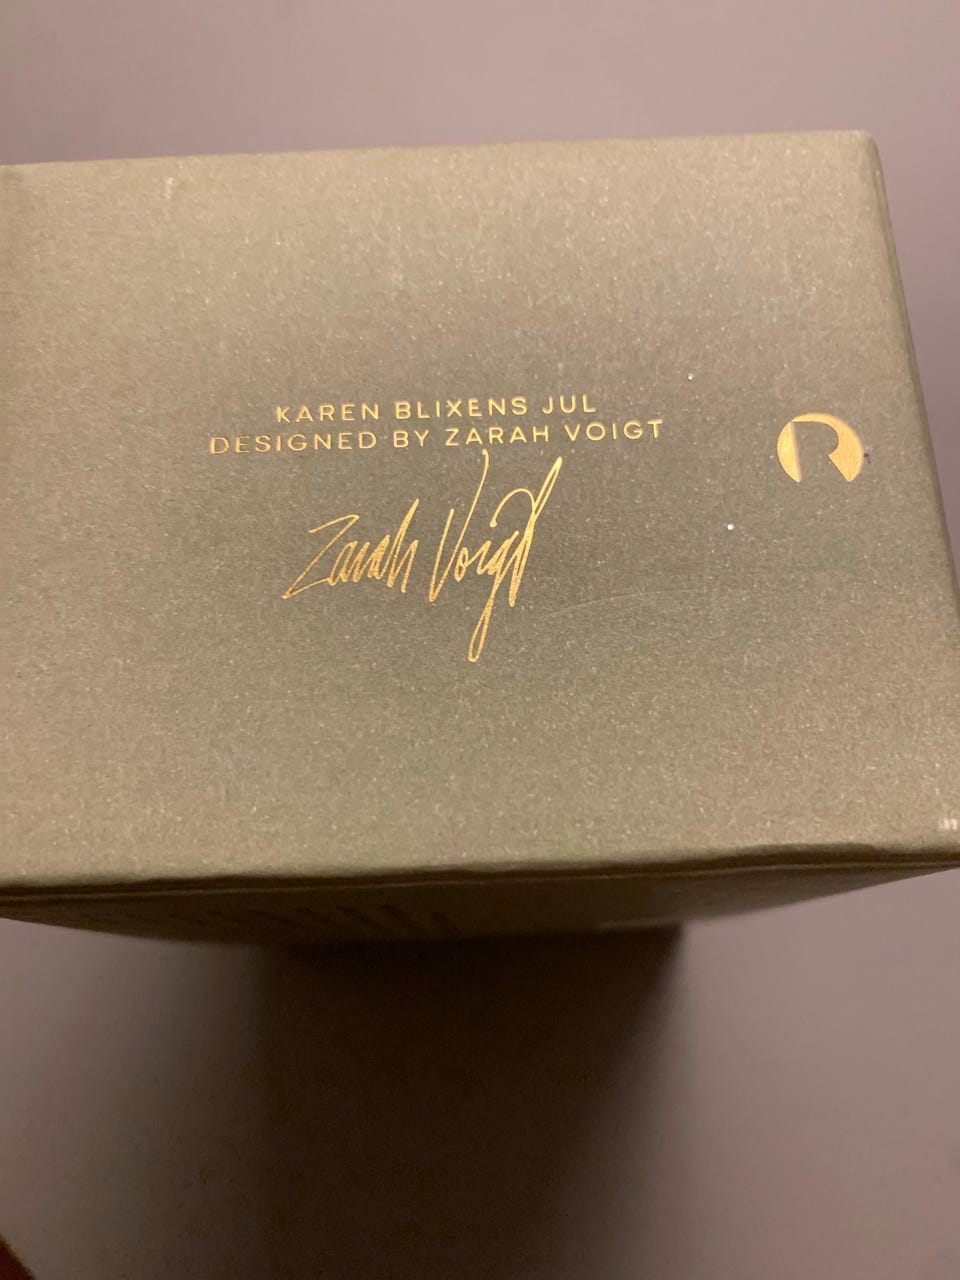 KAREN BLIXENS JUL
DESIGNED BY ZARAH VOIGT
R
Zarah Voigt